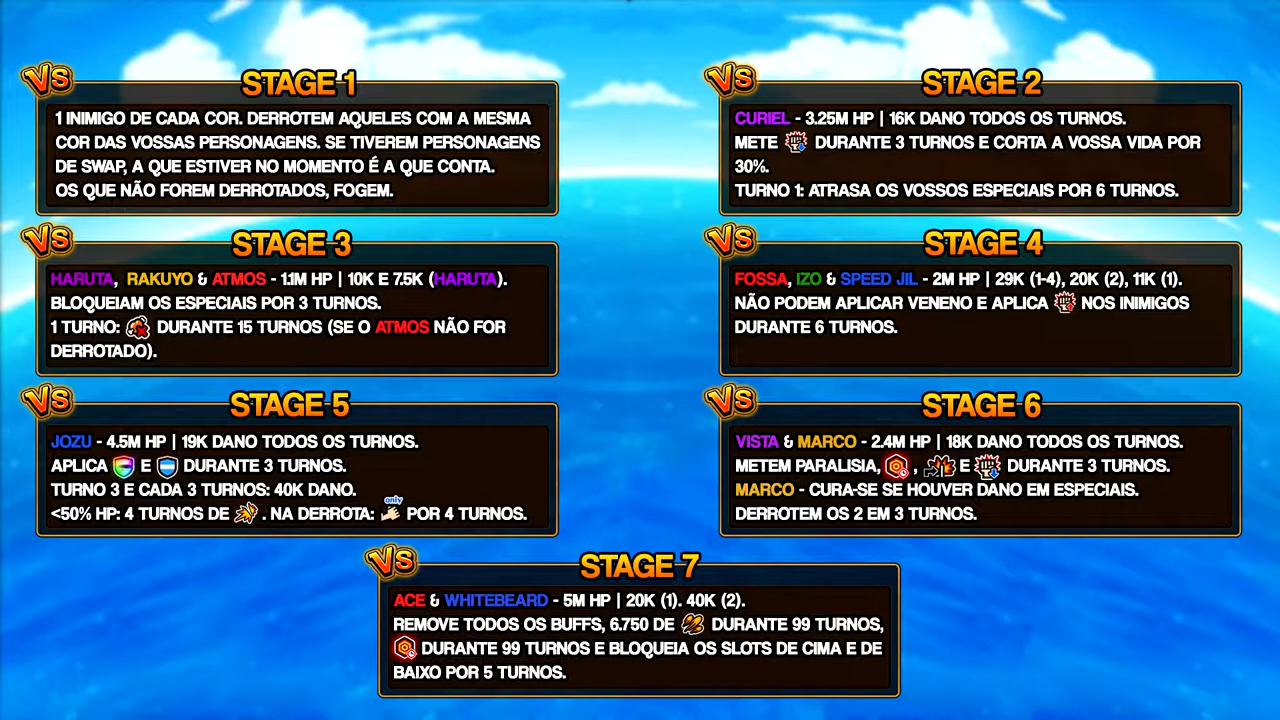 VS
STAGE 1
1 INIMIGO DE CADA COR. DERROTEM AQUELES COM A MESMA
COR DAS VOSSAS PERSONAGENS. SE TIVEREM PERSONAGENS
DE SWAP, A QUE ESTIVER NO MOMENTO É A QUE CONTA.
OS QUE NÃO FOREM DERROTADOS, FOGEM.
VS
STAGE 2
CURIEL - 3.25M HP | 16K DANO TODOS OS TURNOS.
METE DURANTE 3 TURNOS E CORTA A VOSSA VIDA POR
30%.
TURNO 1: ATRASA OS VOSSOS ESPECIAIS POR 6 TURNOS.
VS
STAGE 3
HARUTA, RAKUYO & ATMOS - 1.1M HP | 10K E 7.5K (HARUTA).
BLOQUEIAM OS ESPECIAIS POR 3 TURNOS.
1 TURNO: DURANTE 15 TURNOS (SE O ATMOS NÃO FOR
DERROTADO).
VS
STAGE 4
FOSSA, IZO & SPEED JIL - 2M HP | 29K (1-4), 20K (2), 11K (1).
NÃO PODEM APLICAR VENENO E APLICA NOS INIMIGOS
DURANTE 6 TURNOS.
VS
STAGE 5
JOZU - 4.5M HP | 19K DANO TODOS OS TURNOS.
APLICA E DURANTE 3 TURNOS.
TURNO 3 E CADA 3 TURNOS: 40K DANO.
<50% HP: 4 TURNOS DE . NA DERROTA: only POR 4 TURNOS.
VS
STAGE 6
VISTA & MARCO - 2.4M HP | 18K DANO TODOS OS TURNOS.
METEM PARALISIA, , E DURANTE 3 TURNOS.
MARCO - CURA-SE SE HOUVER DANO EM ESPECIAIS.
DERROTEM OS 2 EM 3 TURNOS.
VS
STAGE 7
ACE & WHITEBEARD - 5M HP | 20K (1). 40K (2).
REMOVE TODOS OS BUFFS, 6.750 DE DURANTE 99 TURNOS,
DURANTE 99 TURNOS E BLOQUEIA OS SLOTS DE CIMA E DE
BAIXO POR 5 TURNOS.